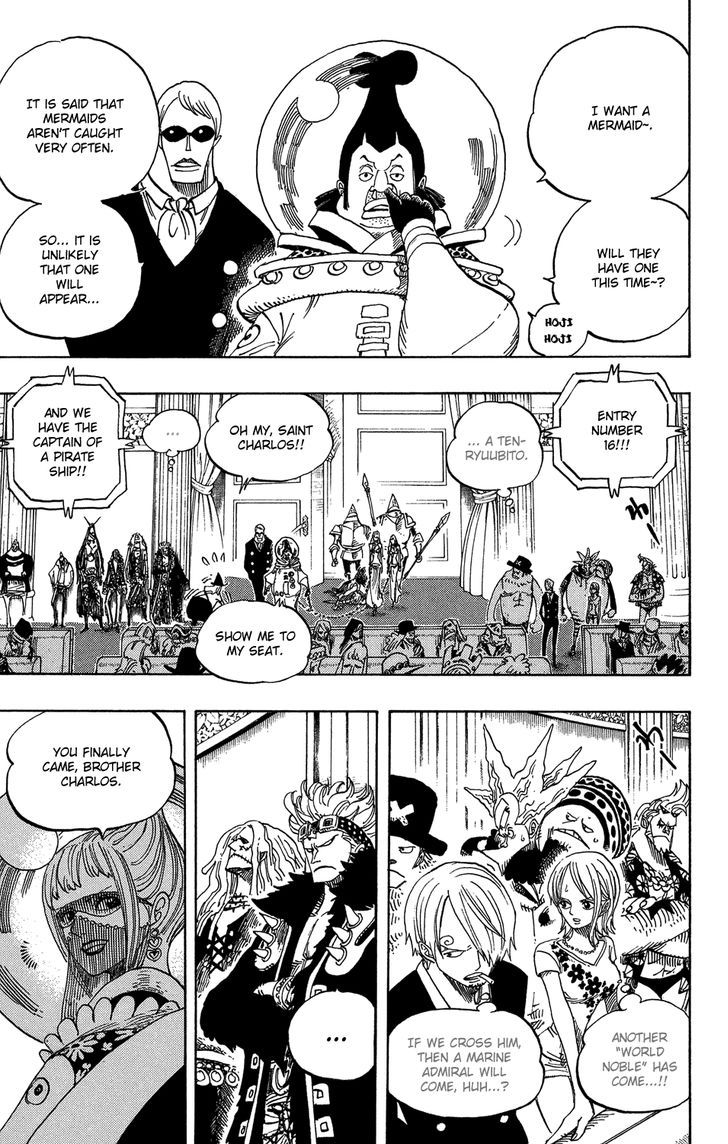 I WANT A
MERMAID~.
WILL THEY
HAVE ONE
THIS TIME~?
HOJI
HOJI
IT IS SAID THAT
MERMAIDS
AREN'T CAUGHT
VERY OFTEN.
SO... IT IS
UNLIKELY
THAT ONE
WILL
APPEAR...
ENTRY
NUMBER
16!!!
... A TEN-
RYUUBITO.
OH MY, SAINT
CHARLOS!!
SHOW ME TO
MY SEAT.
...
AND WE
HAVE THE
CAPTAIN OF
A PIRATE
SHIP!!
ANOTHER
"WORLD
NOBLE" HAS
COME...!!
IF WE CROSS HIM,
THEN A MARINE
ADMIRAL WILL
COME, HUH...?
...
YOU FINALLY
CAME, BROTHER
CHARLOS.